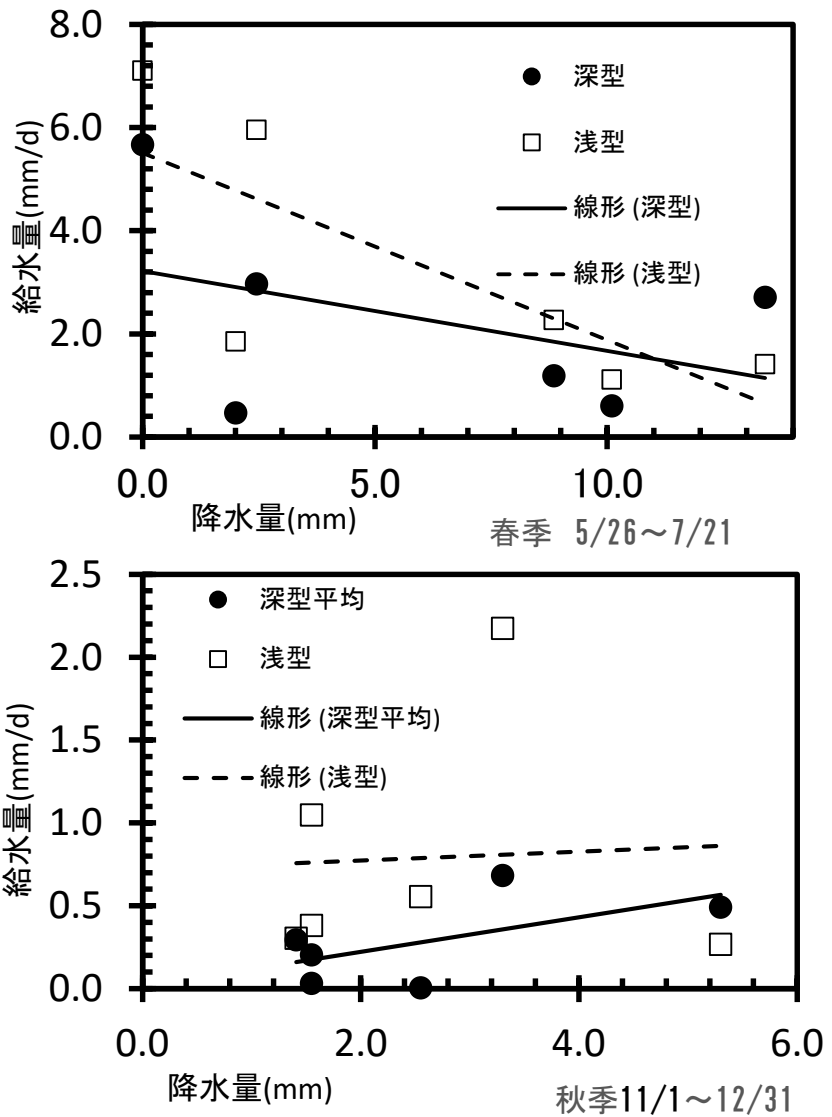 8.0
6.0
4.0
2.0
0.0
給水量(mm/d)
深型
浅型
線形 (深型)
線形 (浅型)
0.0 5.0 10.0
降水量(mm)
春季 5/26～7/21
2.5
2.0
1.5
1.0
0.5
0.0
給水量(mm/d)
深型平均
浅型
線形 (深型平均)
線形 (浅型)
0.0 2.0 4.0 6.0
降水量(mm)
秋季11/1～12/31